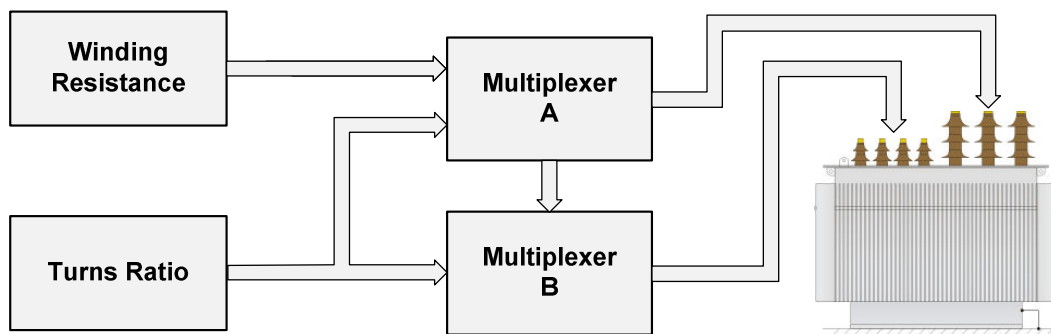 Winding
Resistance
Multiplexer
A
Turns Ratio
Multiplexer
B